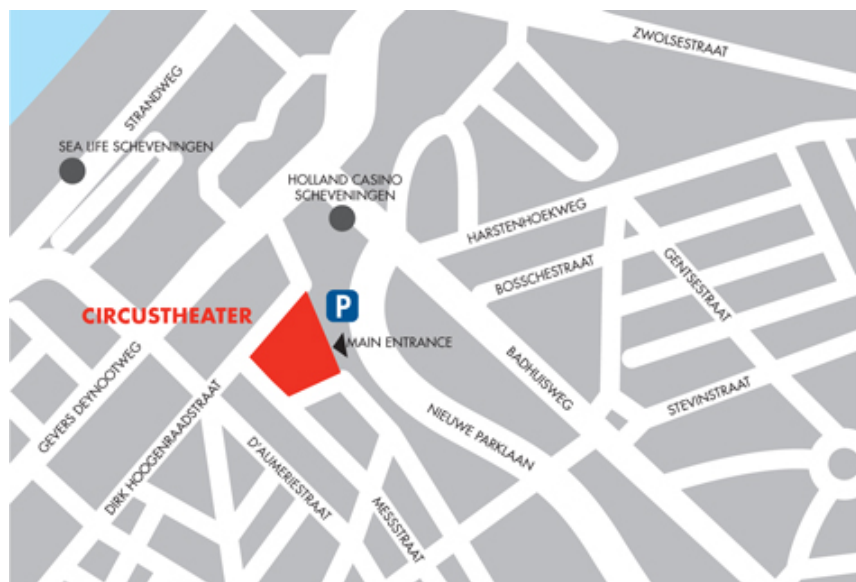 ZWOLSESTRAAT
STRANDWEG
SEA LIFE SCHEVENINGEN
HOLLAND CASINO
SCHEVENINGEN
HARSTENHOEKWEG
BOSSCHESTRAAT
GENTSESTRAAT
P
CIRCUSTHEATER
MAIN ENTRANCE
GEVERS DEYNOOTWEG
BADHUISWEG
STEVINSTRAAT
DIRK HOOGENRAADSTRAAT
NIEUWE PARKLAAN
D'AUMERIESTRAAT
MESSSTRAAT